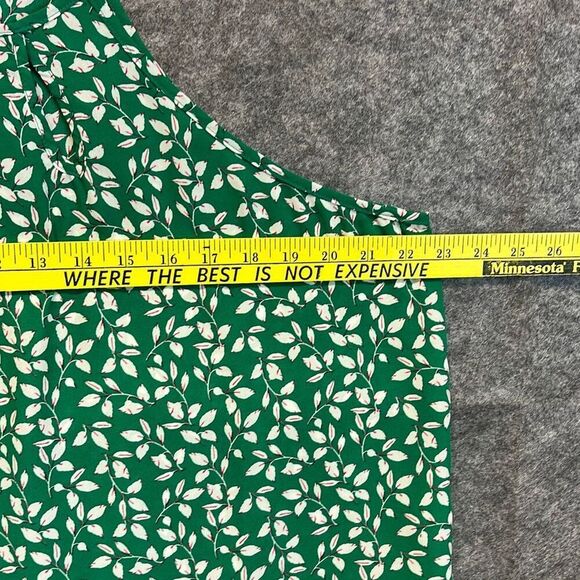 2 13 14 15 16 17 18 19 20 21 22 23 24 25 26
WHERE THE BEST IS NOT EXPENSIVE Minnesota F